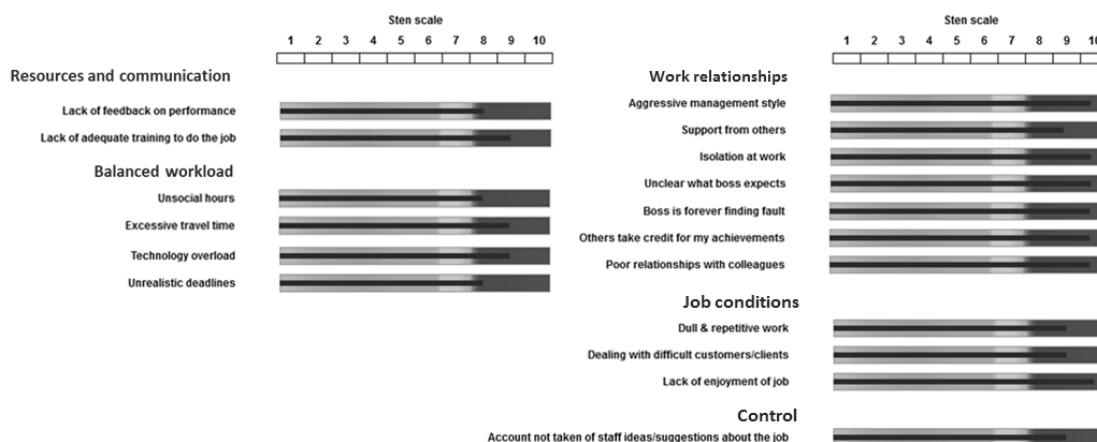 Sten scale
1 2 3 4 5 6 7 8 9 10
Resources and communication
Lack of feedback on performance
Lack of adequate training to do the job
Balanced workload
Unsocial hours
Excessive travel time
Technology overload
Unrealistic deadlines
Sten scale
1 2 3 4 5 6 7 8 9 10
Work relationships
Aggressive management style
Support from others
Isolation at work
Unclear what boss expects
Boss is forever finding fault
Others take credit for my achievements
Poor relationships with colleagues
Job conditions
Dull & repetitive work
Dealing with difficult customers/clients
Lack of enjoyment of job
Control
Account not taken of staff ideas/suggestions about the job